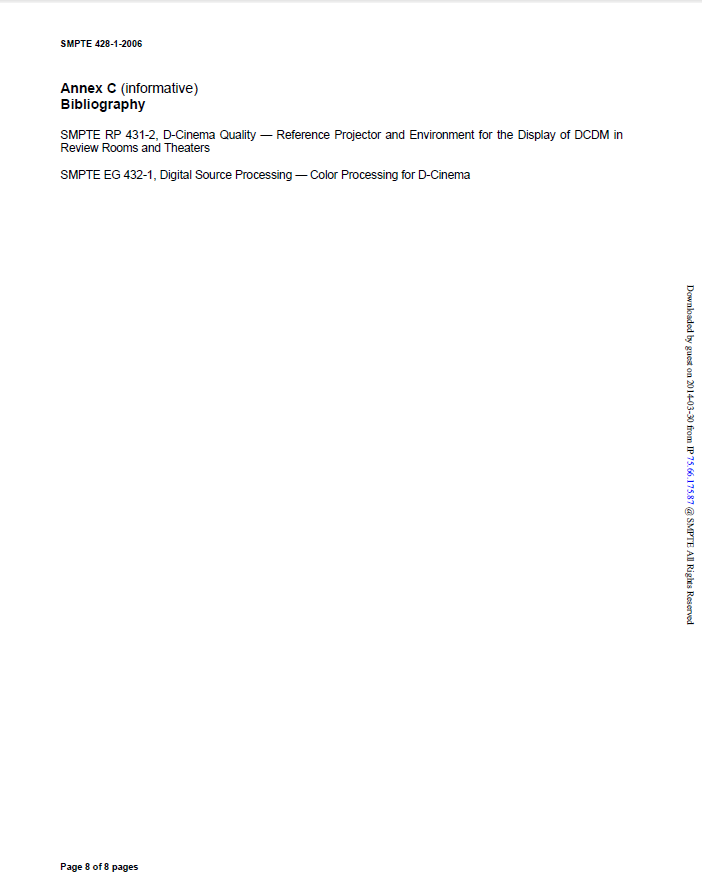 SMPTE 428-1-2006
Annex C (informative)
Bibliography
SMPTE RP 431-2, D-Cinema Quality — Reference Projector and Environment for the Display of DCDM in
Review Rooms and Theaters
SMPTE EG 432-1, Digital Source Processing — Color Processing for D-Cinema
Downloaded by guest on 2014-03-30 from IP 75.66.175.87 @ SMPTE All Rights Reserved
Page 8 of 8 pages